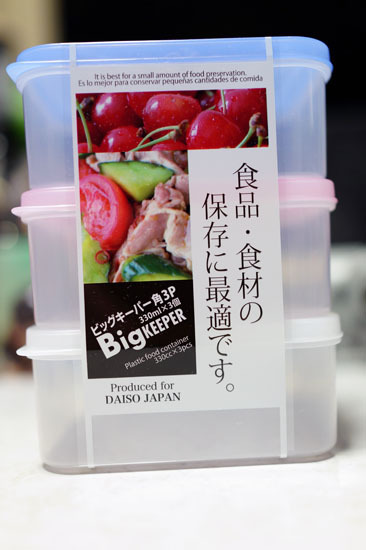 It is best for a small amount of food preservation.
Es lo mejor para conservar pequeñas cantidades de comida
食品・食材の
保存に最適です。
ビッグキーパー角3P
330ml×3個
BigKEEPER
Plastic food container
330cc×3pcs
Produced for
DAISO JAPAN